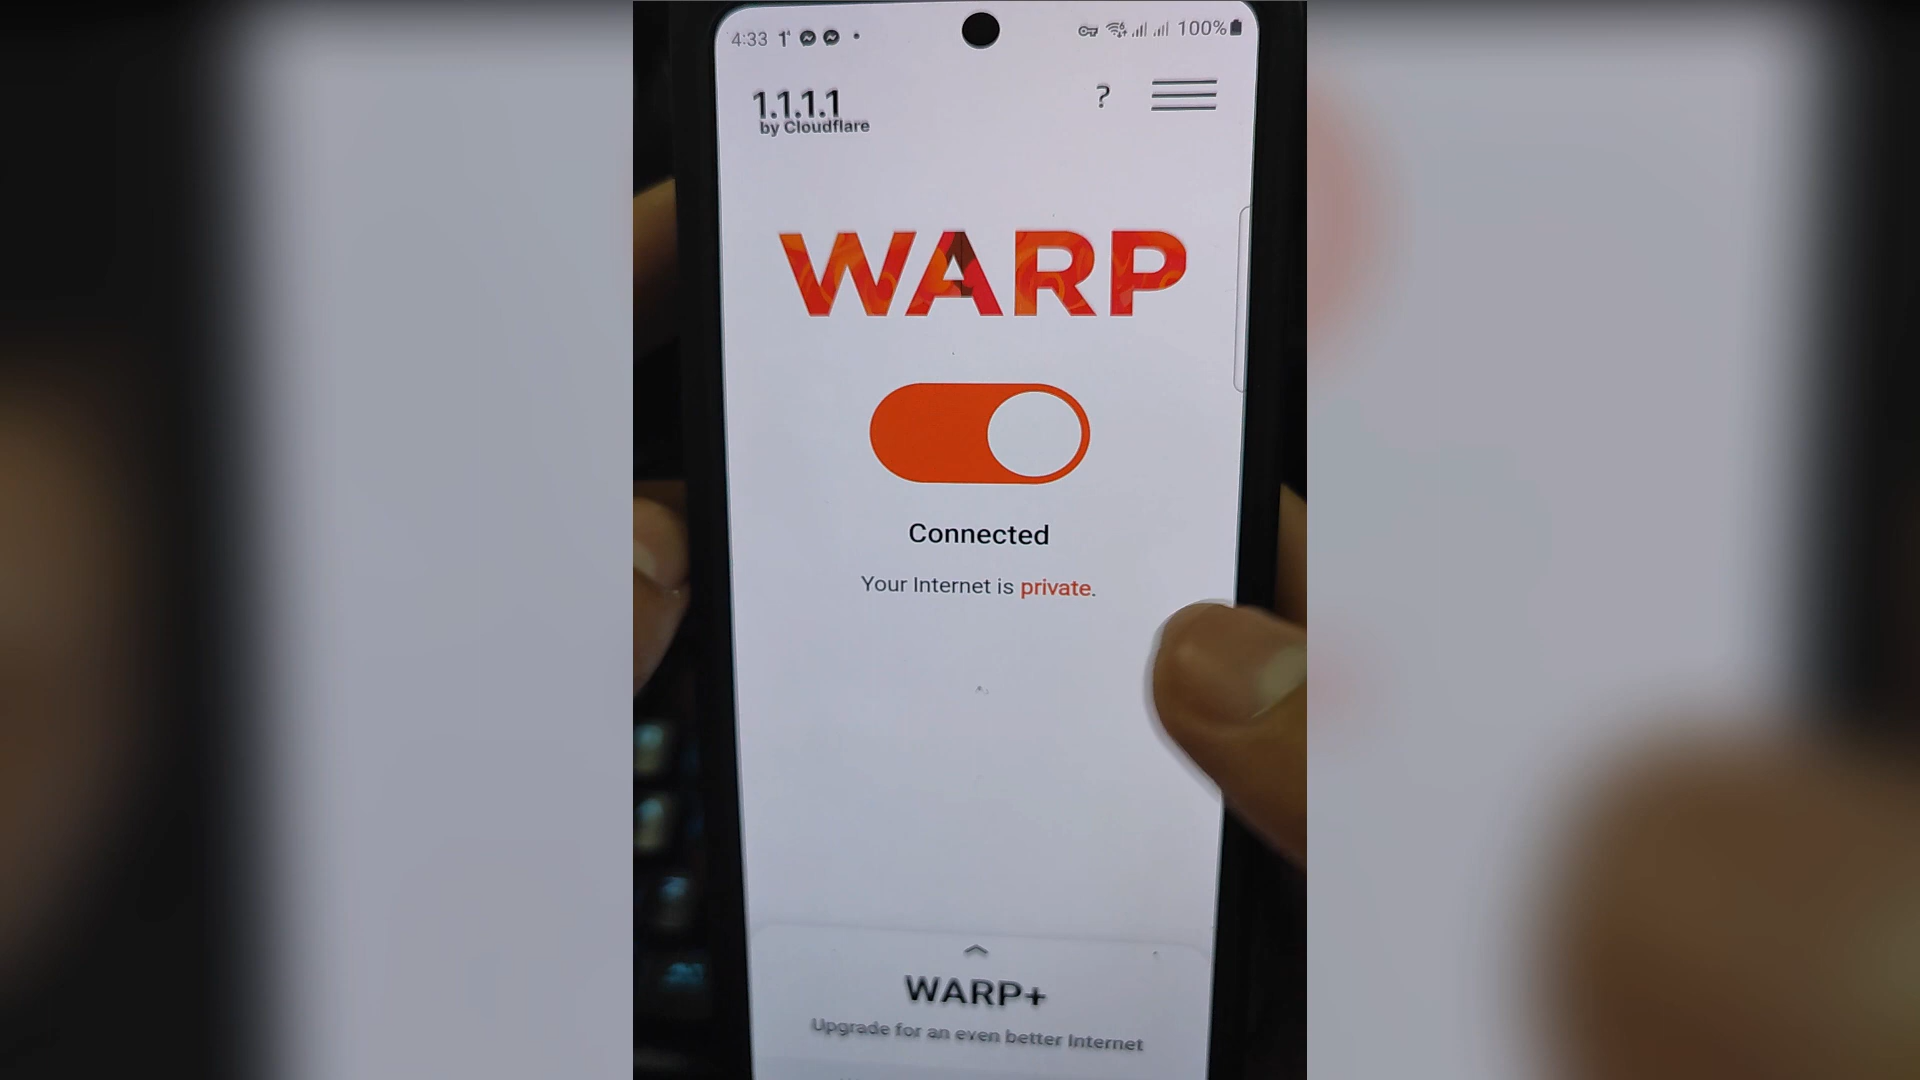 4:33
100%
1.1.1.1
by Cloudflare
?
WARP
Connected
Your Internet is private.
WARP+
Upgrade for an even better Internet